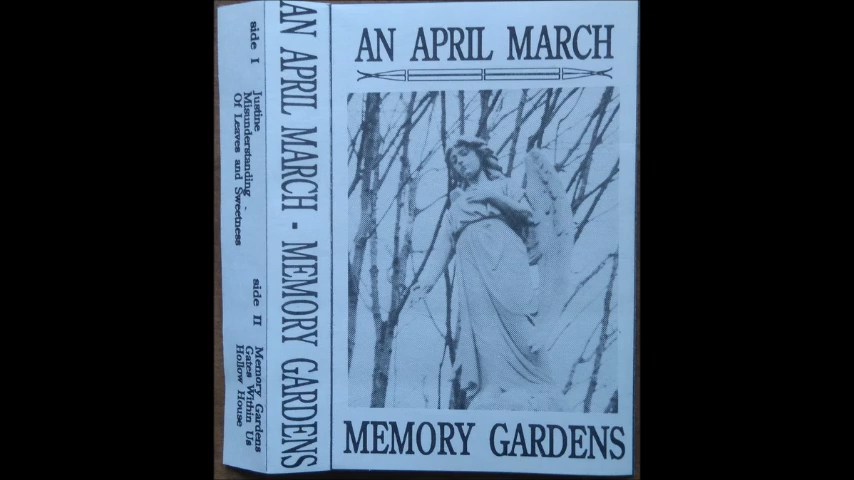 AN APRIL MARCH
MEMORY GARDENS
AN APRIL MARCH - MEMORY GARDENS
side I
Justine
Misunderstanding -
Of Leaves and Sweetness
side II
Memory Gardens
Gates Within Us
Hollow House